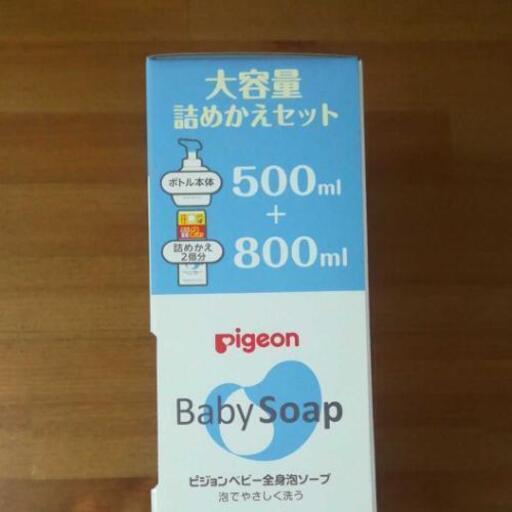 大容量
詰めかえセット
ボトル本体
500ml
+
詰めかえ
2個分
800ml
Pigeon
Baby Soap
ピジョンベビー全身泡ソープ
泡でやさしく洗う